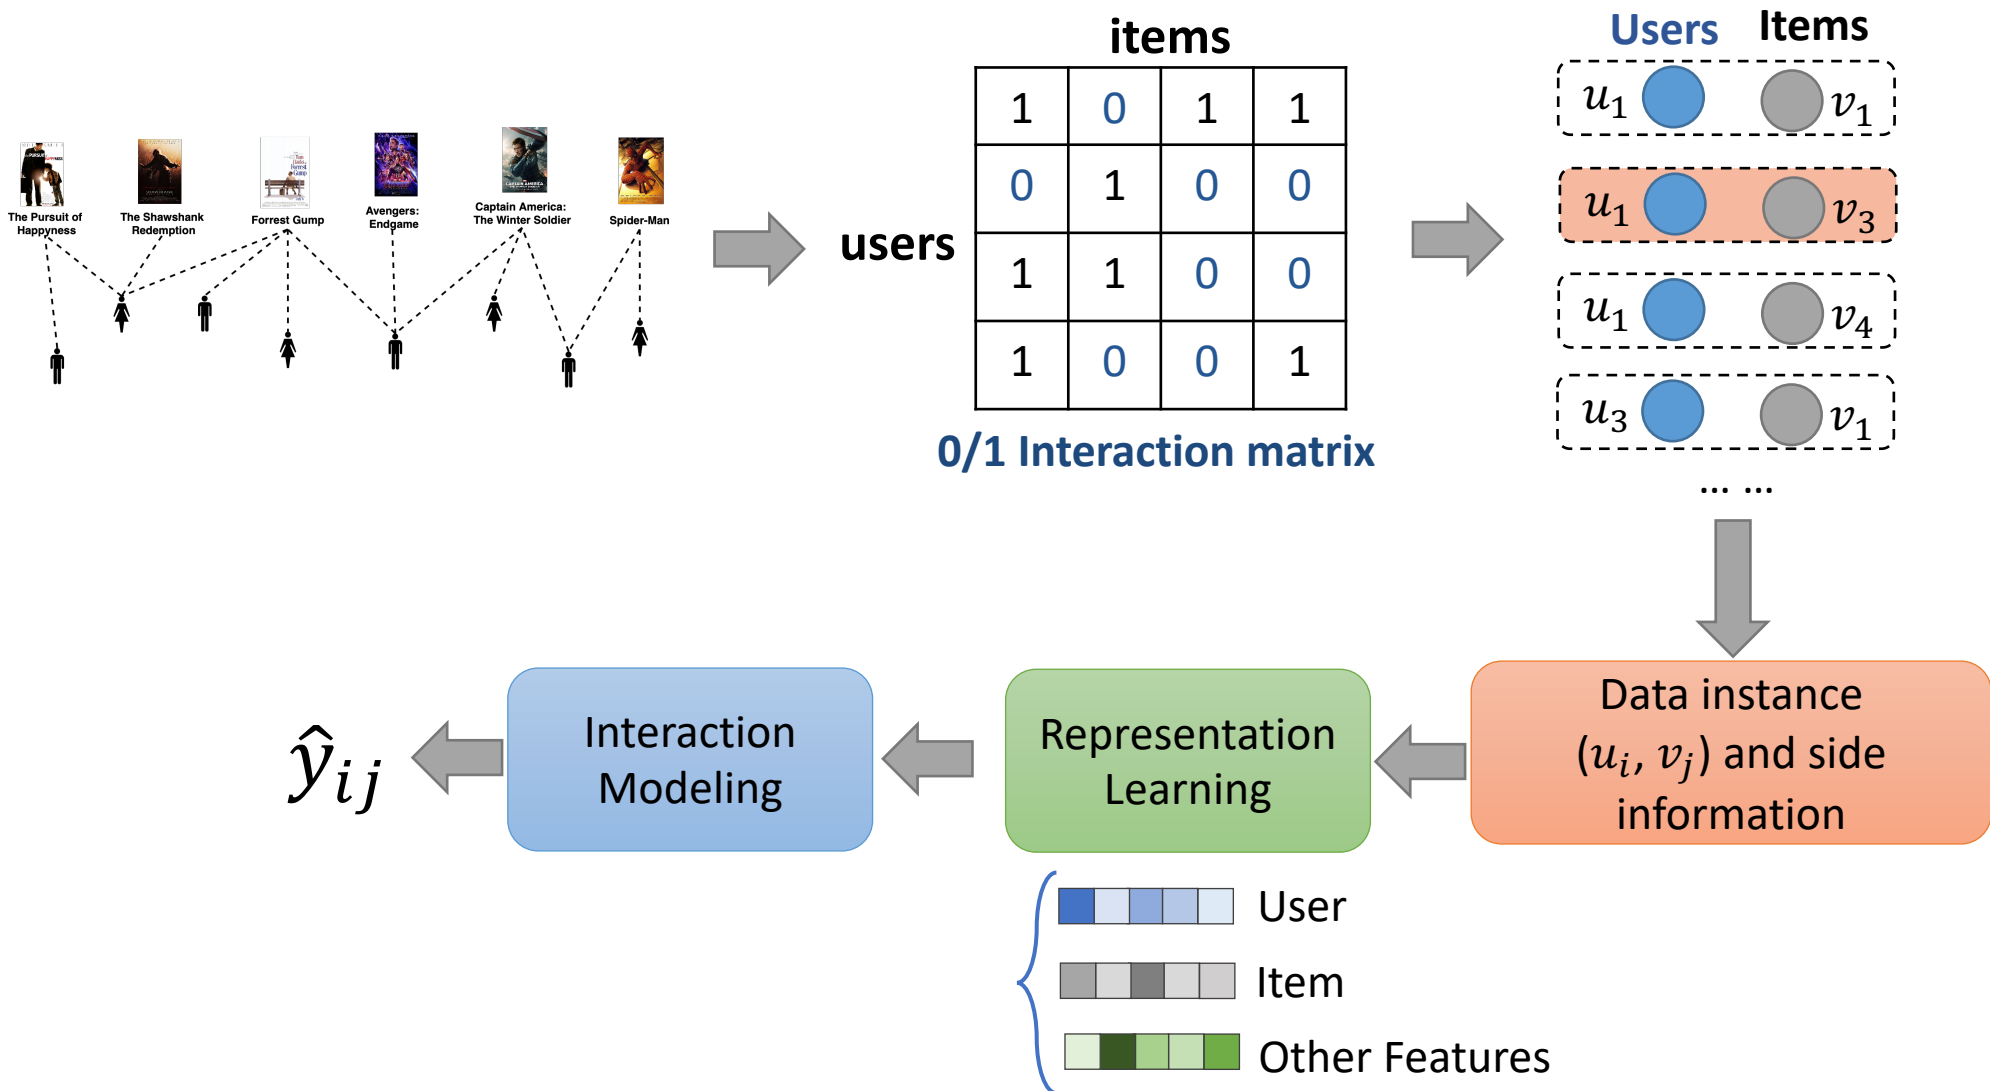 The Pursuit of
Happyness
The Shawshank
Redemption
Forrest Gump
Avengers:
Endgame
Captain America:
The Winter Soldier
Spider-Man
items
users
1 0 1 1
0 1 0 0
1 1 0 0
1 0 0 1
0/1 Interaction matrix
Users Items
u₁ v₁
u₁ v₃
u₁ v₄
u₃ v₁
... ...
Data instance
(uᵢ, vⱼ) and side
information
Representation
Learning
Interaction
Modeling
ŷᵢⱼ
User
Item
Other Features